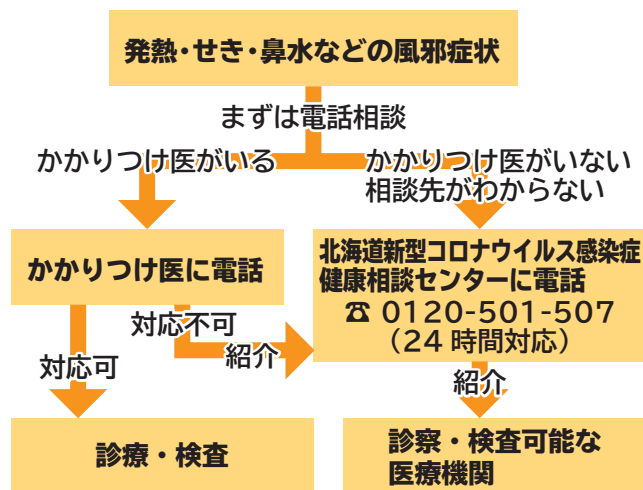 発熱・せき・鼻水などの風邪症状
まずは電話相談
かかりつけ医がいる
かかりつけ医がいない
相談先がわからない
かかりつけ医に電話
北海道新型コロナウイルス感染症
健康相談センターに電話
☎ 0120-501-507
（24 時間対応）
対応不可
紹介
対応可
紹介
診療・検査
診察・検査可能な
医療機関